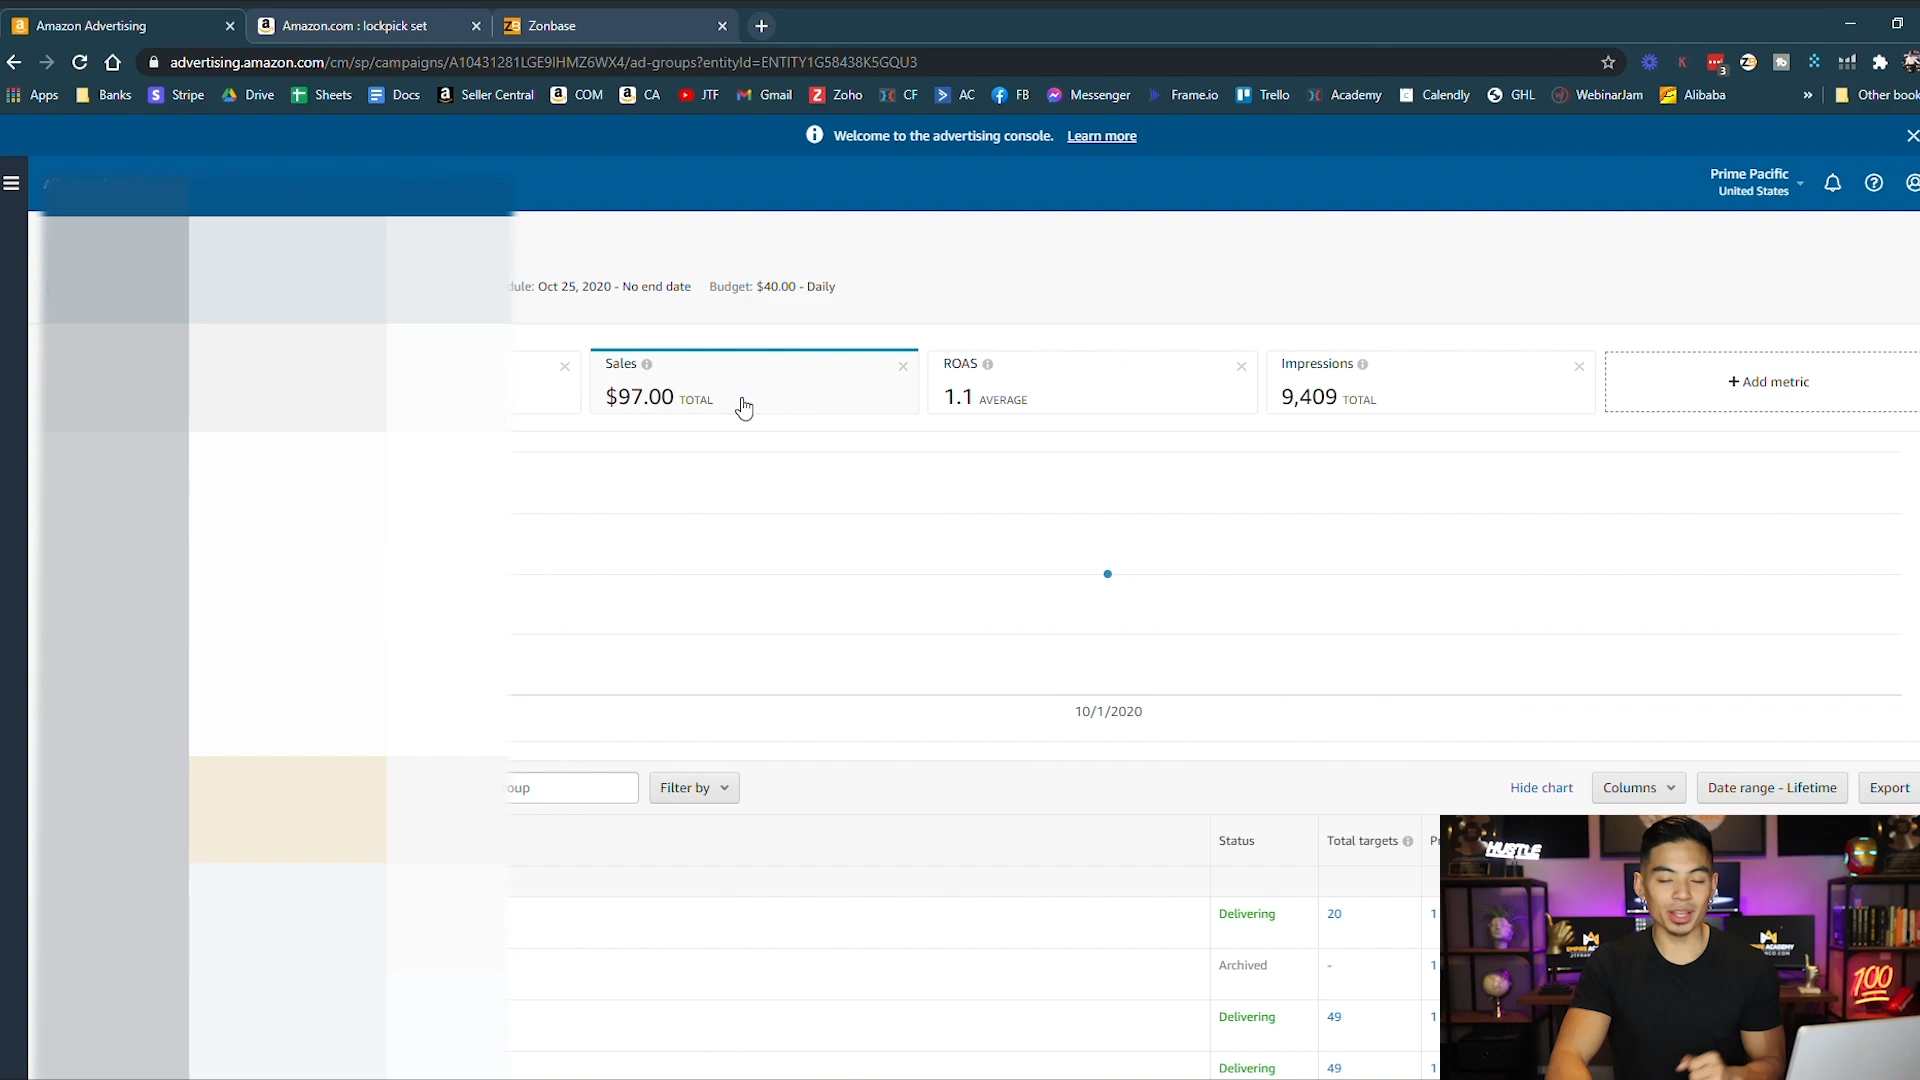 Amazon Advertising
Amazon.com : lockpick set
Zonbase
advertising.amazon.com/cm/sp/campaigns/A10431281LGE9IHMZ6WX4/ad-groups?entityId=ENTITY1G58438K5GQU3
3
Apps Banks Stripe Drive Sheets Docs Seller Central COM CA JTF Gmail Zoho CF AC FB Messenger Frame.io Trello Academy Calendly GHL WebinarJam Alibaba » Other book
Welcome to the advertising console. Learn more
Prime Pacific
United States
dule: Oct 25, 2020 - No end date Budget: $40.00 - Daily
Sales
$97.00 TOTAL
ROAS
1.1 AVERAGE
Impressions
9,409 TOTAL
+ Add metric
10/1/2020
oup
Filter by
Hide chart
Columns
Date range - Lifetime
Export
Status Total targets
Delivering 20 1
Archived - 1
Delivering 49 1
Delivering 49 1
HUSTLE
100